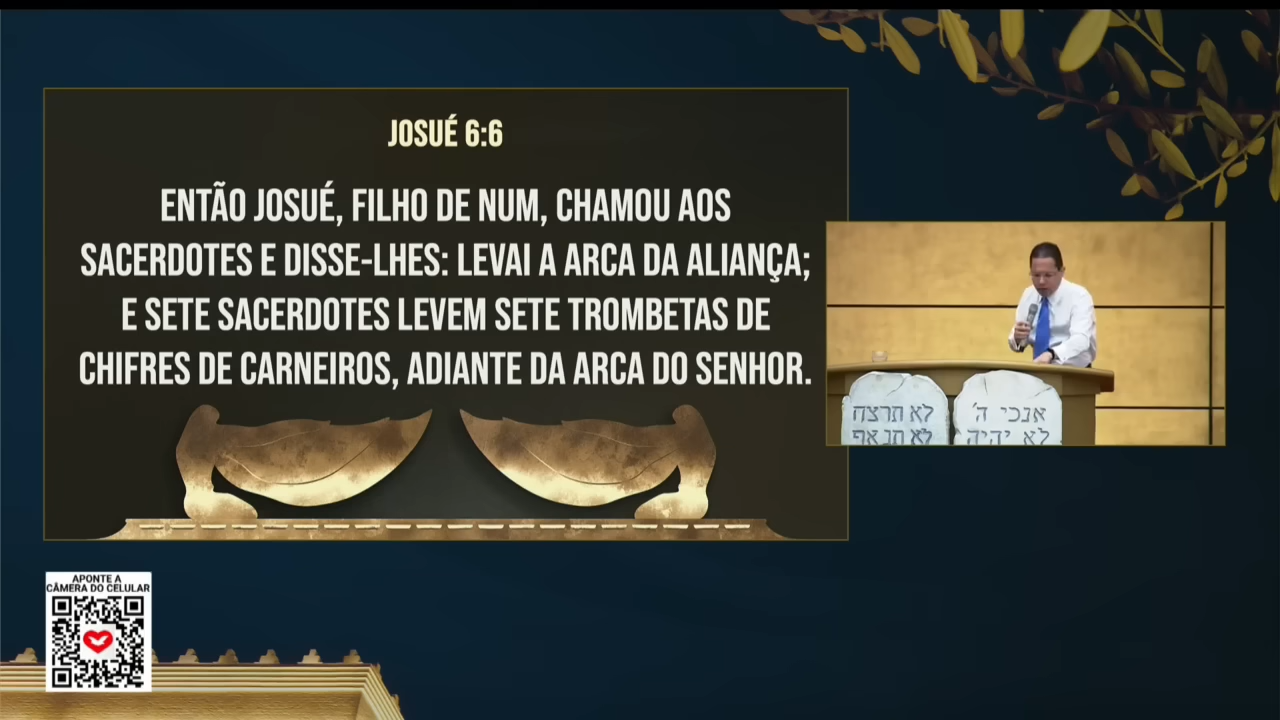 JOSUÉ 6:6
ENTÃO JOSUÉ, FILHO DE NUM, CHAMOU AOS
SACERDOTES E DISSE-LHES: LEVAI A ARCA DA ALIANÇA;
E SETE SACERDOTES LEVEM SETE TROMBETAS DE
CHIFRES DE CARNEIROS, ADIANTE DA ARCA DO SENHOR.
אנכי ה'
לא יהיה
לא תרצח
לא תנאף
APONTE A
CÂMERA DO CELULAR